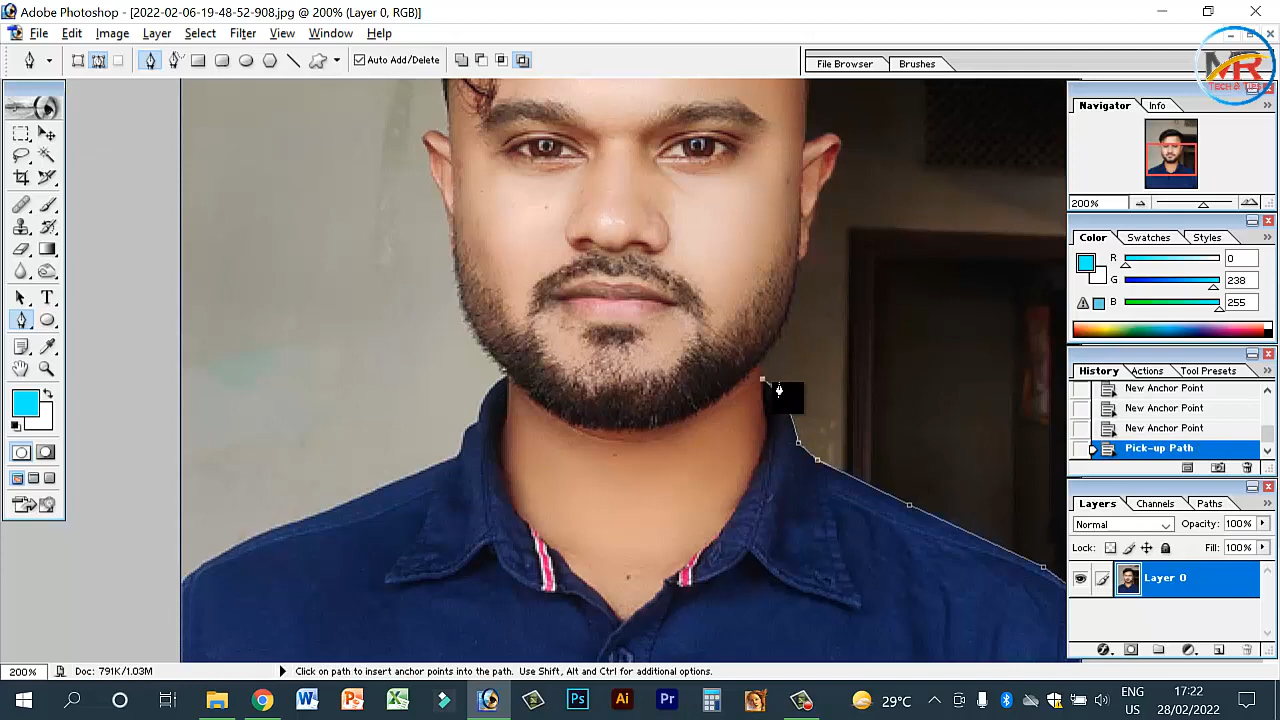 Adobe Photoshop - [2022-02-06-19-48-52-908.jpg @ 200% (Layer 0, RGB)]
File Edit Image Layer Select Filter View Window Help
Auto Add/Delete
File Browser Brushes
MR
TECH & TIPS
Navigator Info
200%
Color Swatches Styles
R 0
G 238
B 255
History Actions Tool Presets
New Anchor Point
New Anchor Point
New Anchor Point
Pick-up Path
Layers Channels Paths
Normal Opacity: 100%
Lock: Fill: 100%
Layer 0
200% Doc: 791K/1.03M Click on path to insert anchor points into the path. Use Shift, Alt and Ctrl for additional options.
29°C ENG US 17:22 28/02/2022